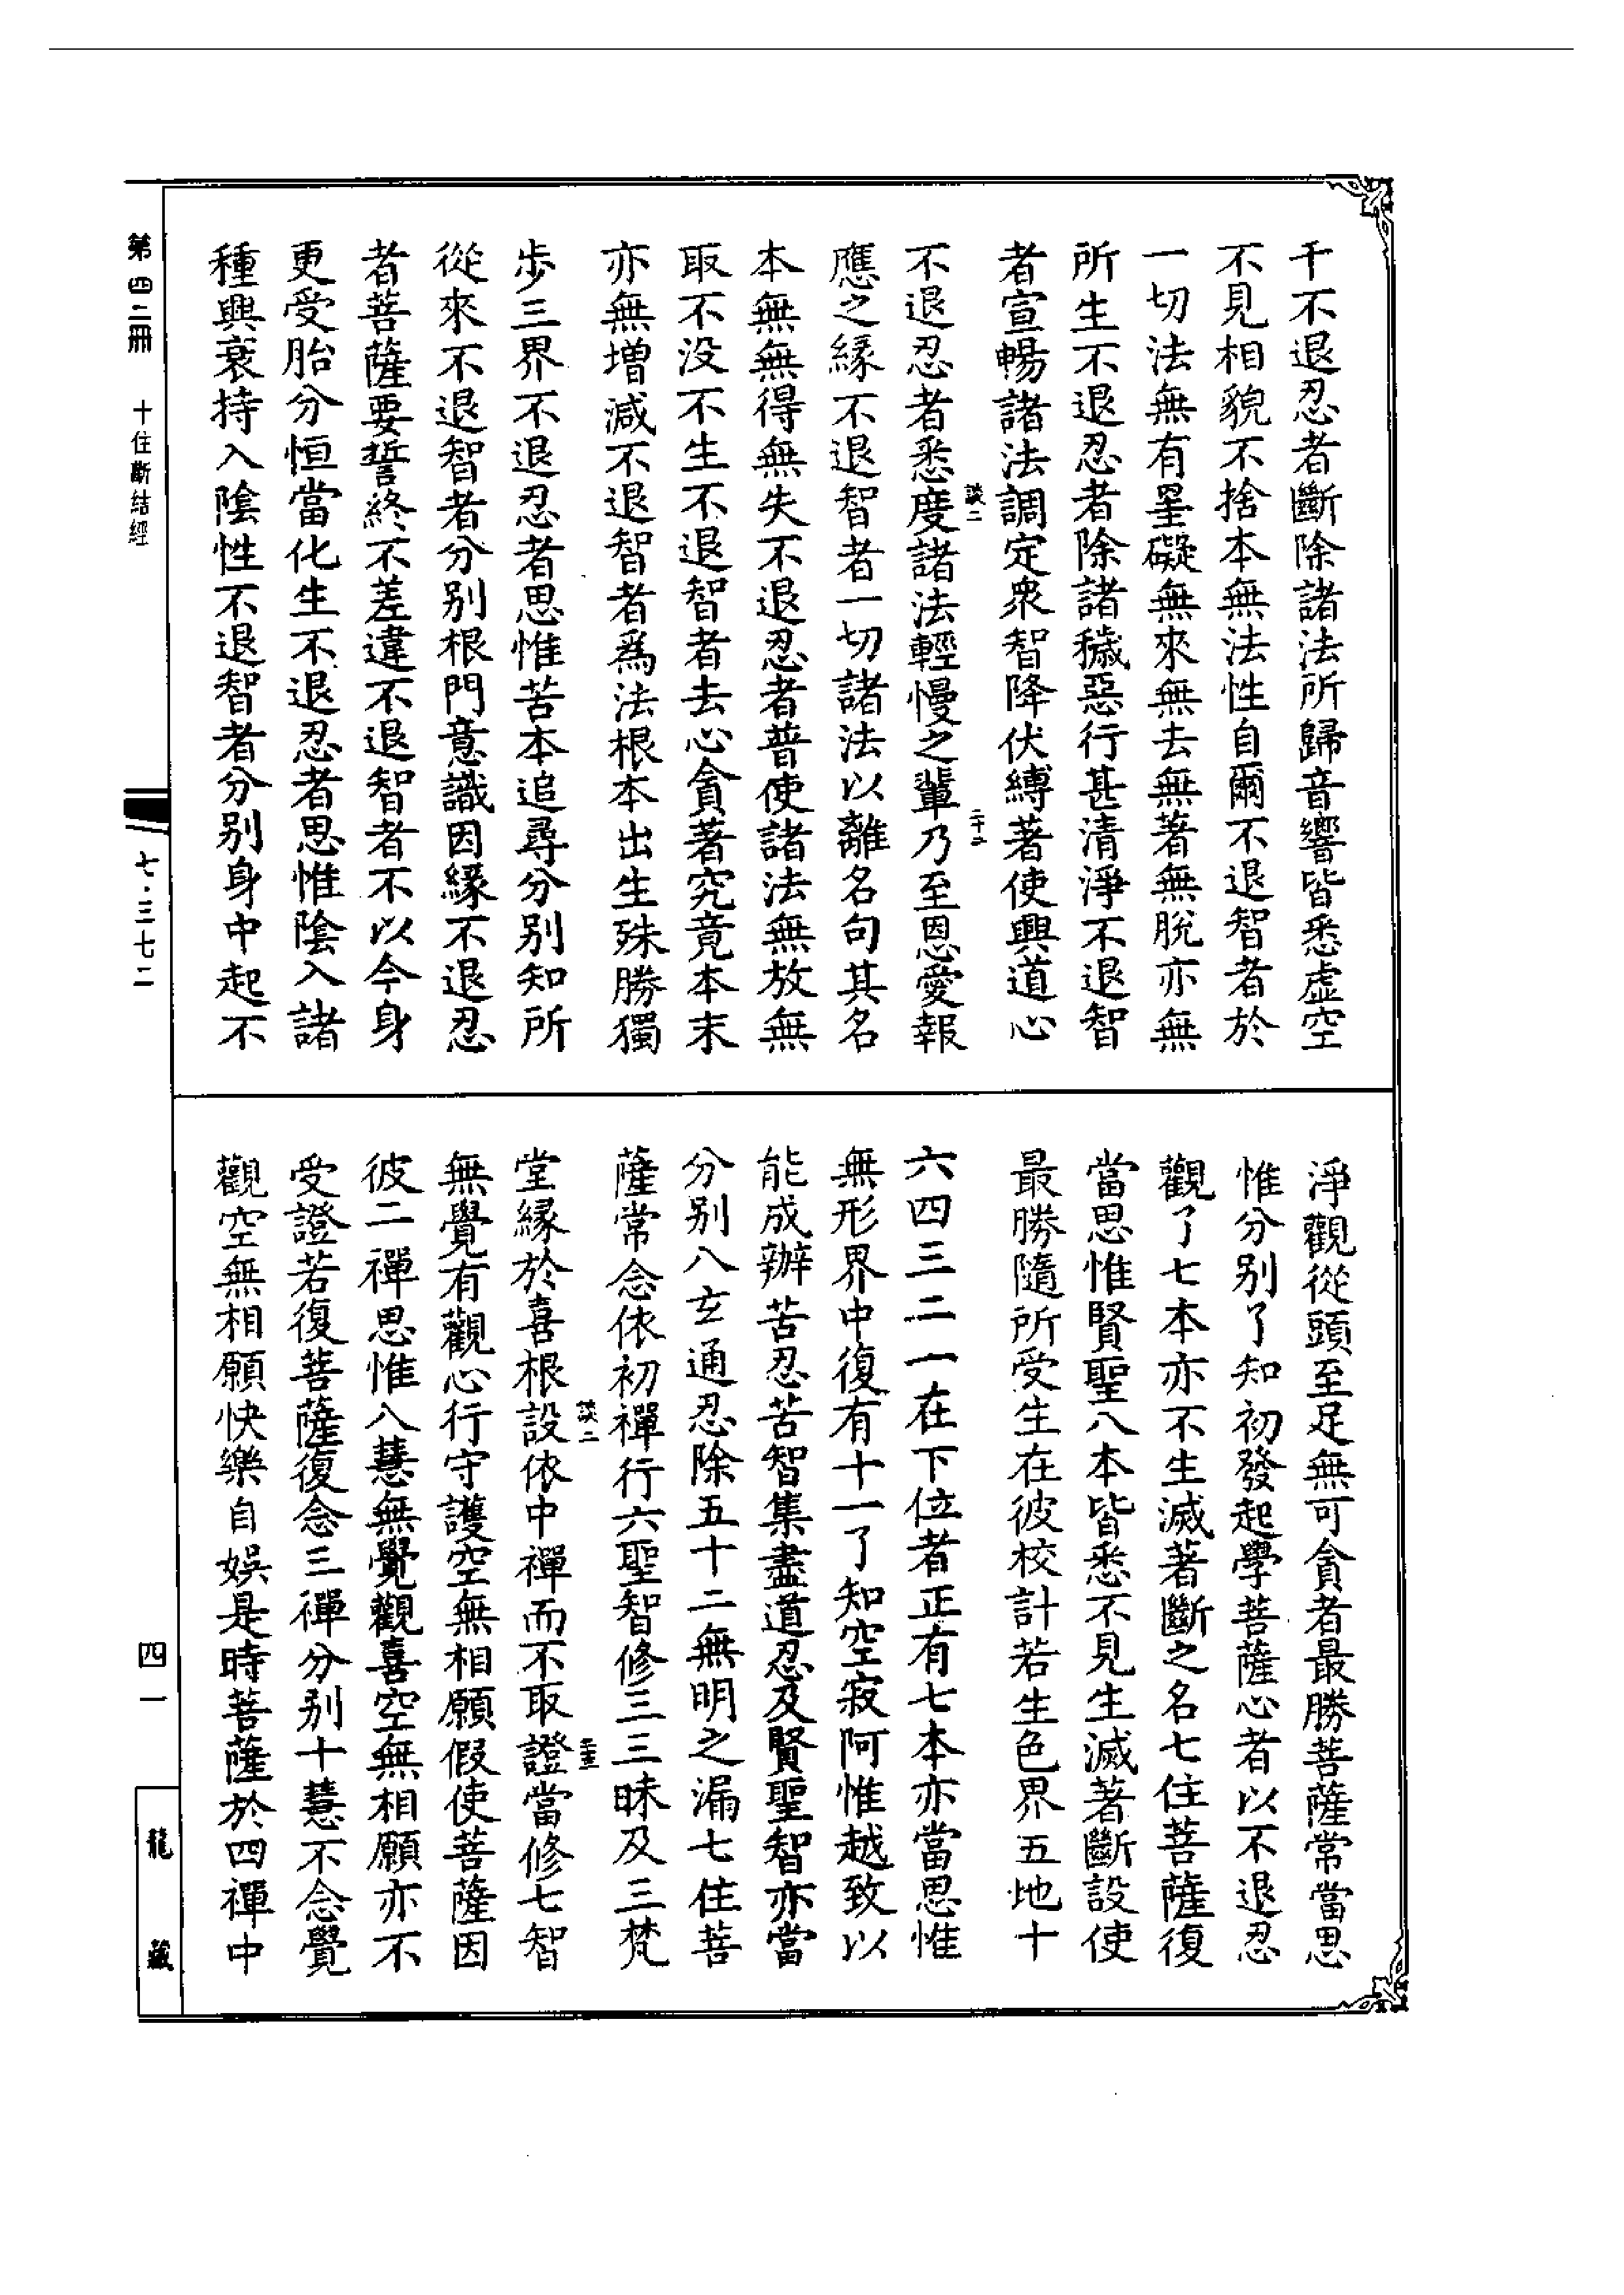 千不退忍者斷除諸法所歸音響皆悉虛空
不見相貌不捨本無法性自爾不退智者於
一切法無有罣礙無來無去無著無脫亦無
所生不退忍者除諸穢惡行甚清淨不退智
者宣暢諸法調定衆智降伏縛著使興道心
談二
二十二
不退忍者悉度諸法輕慢之輩乃至恩愛報
應之緣不退智者一切諸法以離名句其名
本無無得無失不退忍者普使諸法無放無
取不没不生不退智者去心貪著究竟本末
亦無增減不退智者爲法根本出生殊勝獨
步三界不退忍者思惟苦本追尋分别知所
從來不退智者分别根門意識因緣不退忍
者菩薩要誓終不差違不退智者不以今身
更受胎分恒當化生不退忍者思惟陰入諸
種興衰持入陰性不退智者分别身中起不
淨觀從頭至足無可貪者最勝菩薩常當思
惟分别了知初發起學菩薩心者以不退忍
觀了七本亦不生滅著斷之名七住菩薩復
當思惟賢聖八本皆悉不見生滅著斷設使
最勝隨所受生在彼校計若生色界五地十
六四三二一在下位者正有七本亦當思惟
無形界中復有十一了知空寂阿惟越致以
能成辦苦忍苦智集盡道忍及賢聖智亦當
分别八玄通忍除五十二無明之漏七住菩
薩常念依初禪行六聖智修三三昧及三梵
談二
二十三
堂緣於喜根設依中禪而不取證當修七智
無覺有觀心行守護空無相願假使菩薩因
彼二禪思惟八慧無覺觀喜空無相願亦不
受證若復菩薩復念三禪分别十慧不念覺
觀空無相願快樂自娛是時菩薩於四禪中
第四二冊　十住斷結經
七·三七二
四一
龍藏